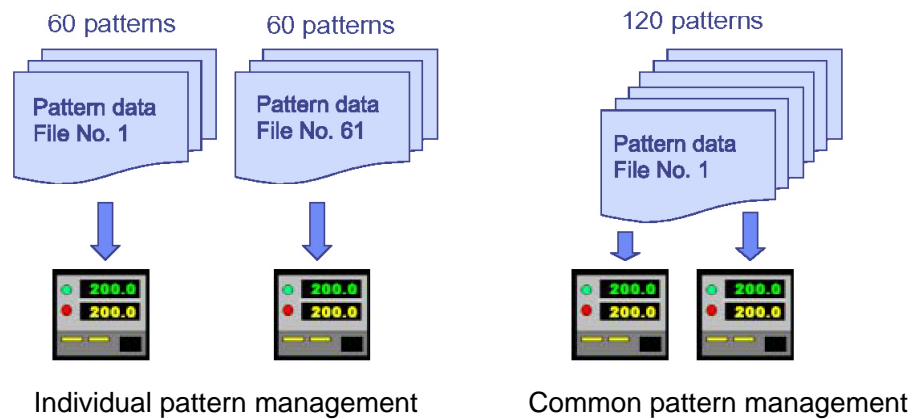 60 patterns 60 patterns 120 patterns
Pattern data
File No. 1
Pattern data
File No. 61
Pattern data
File No. 1
200.0
200.0
200.0
200.0
200.0
200.0
200.0
200.0
Individual pattern management Common pattern management